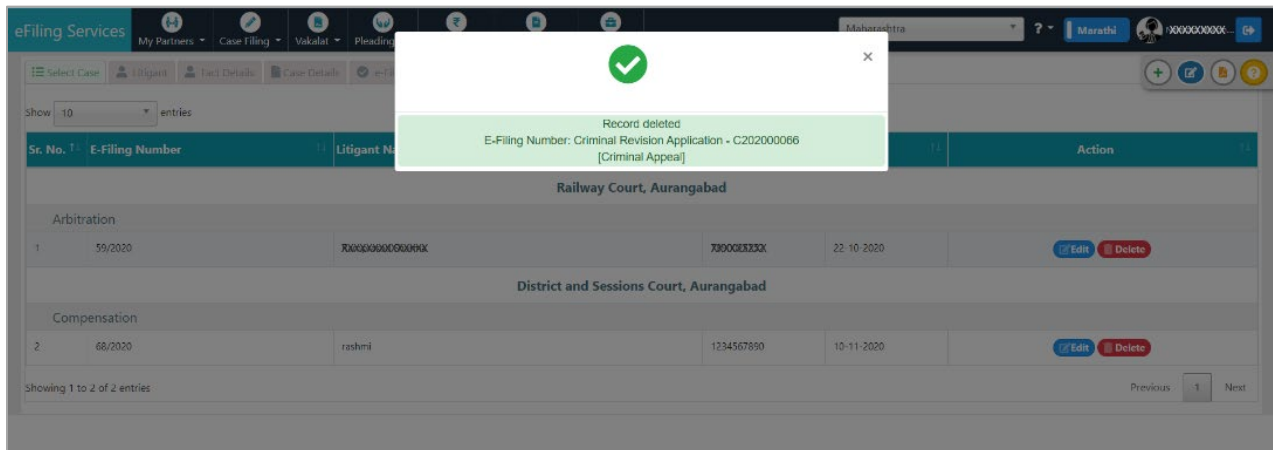 eFiling Services
My Partners
Case Filing
Vakalat
Pleading
Maharashtra
?
Marathi
Select Case
Litigant
Case Details
Show 10 entries
×
Record deleted
E-Filing Number: Criminal Revision Application - C202000066
[Criminal Appeal]
Sr. No. E-Filing Number Litigant Na Action
Railway Court, Aurangabad
Arbitration
1 59/2020 22-10-2020 Edit Delete
District and Sessions Court, Aurangabad
Compensation
2 68/2020 rashmi 1234567890 10-11-2020 Edit Delete
Showing 1 to 2 of 2 entries
Previous 1 Next